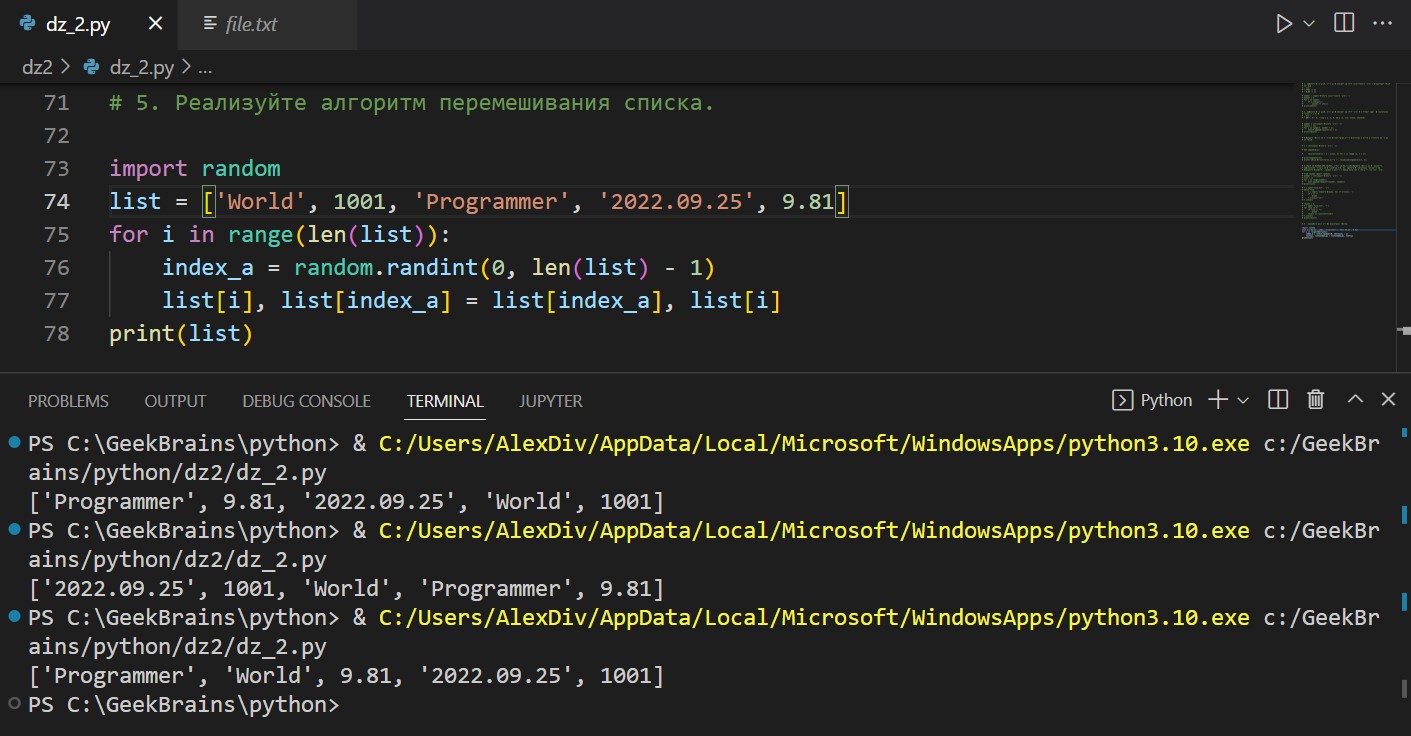 dz_2.py
file.txt
dz2 > dz_2.py > ...
71 # 5. Реализуйте алгоритм перемешивания списка.
72
73 import random
74 list = ['World', 1001, 'Programmer', '2022.09.25', 9.81]
75 for i in range(len(list)):
76     index_a = random.randint(0, len(list) - 1)
77     list[i], list[index_a] = list[index_a], list[i]
78 print(list)
PROBLEMS OUTPUT DEBUG CONSOLE TERMINAL JUPYTER Python
PS C:\GeekBrains\python> & C:/Users/AlexDiv/AppData/Local/Microsoft/WindowsApps/python3.10.exe c:/GeekBr
ains/python/dz2/dz_2.py
['Programmer', 9.81, '2022.09.25', 'World', 1001]
PS C:\GeekBrains\python> & C:/Users/AlexDiv/AppData/Local/Microsoft/WindowsApps/python3.10.exe c:/GeekBr
ains/python/dz2/dz_2.py
['2022.09.25', 1001, 'World', 'Programmer', 9.81]
PS C:\GeekBrains\python> & C:/Users/AlexDiv/AppData/Local/Microsoft/WindowsApps/python3.10.exe c:/GeekBr
ains/python/dz2/dz_2.py
['Programmer', 'World', 9.81, '2022.09.25', 1001]
PS C:\GeekBrains\python>